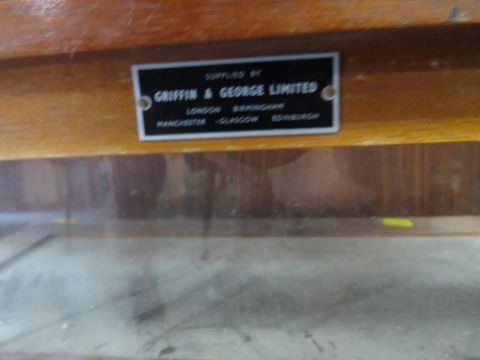 SUPPLIED BY
GRIFFIN & GEORGE LIMITED
LONDON BIRMINGHAM
MANCHESTER - GLASGOW EDINBURGH